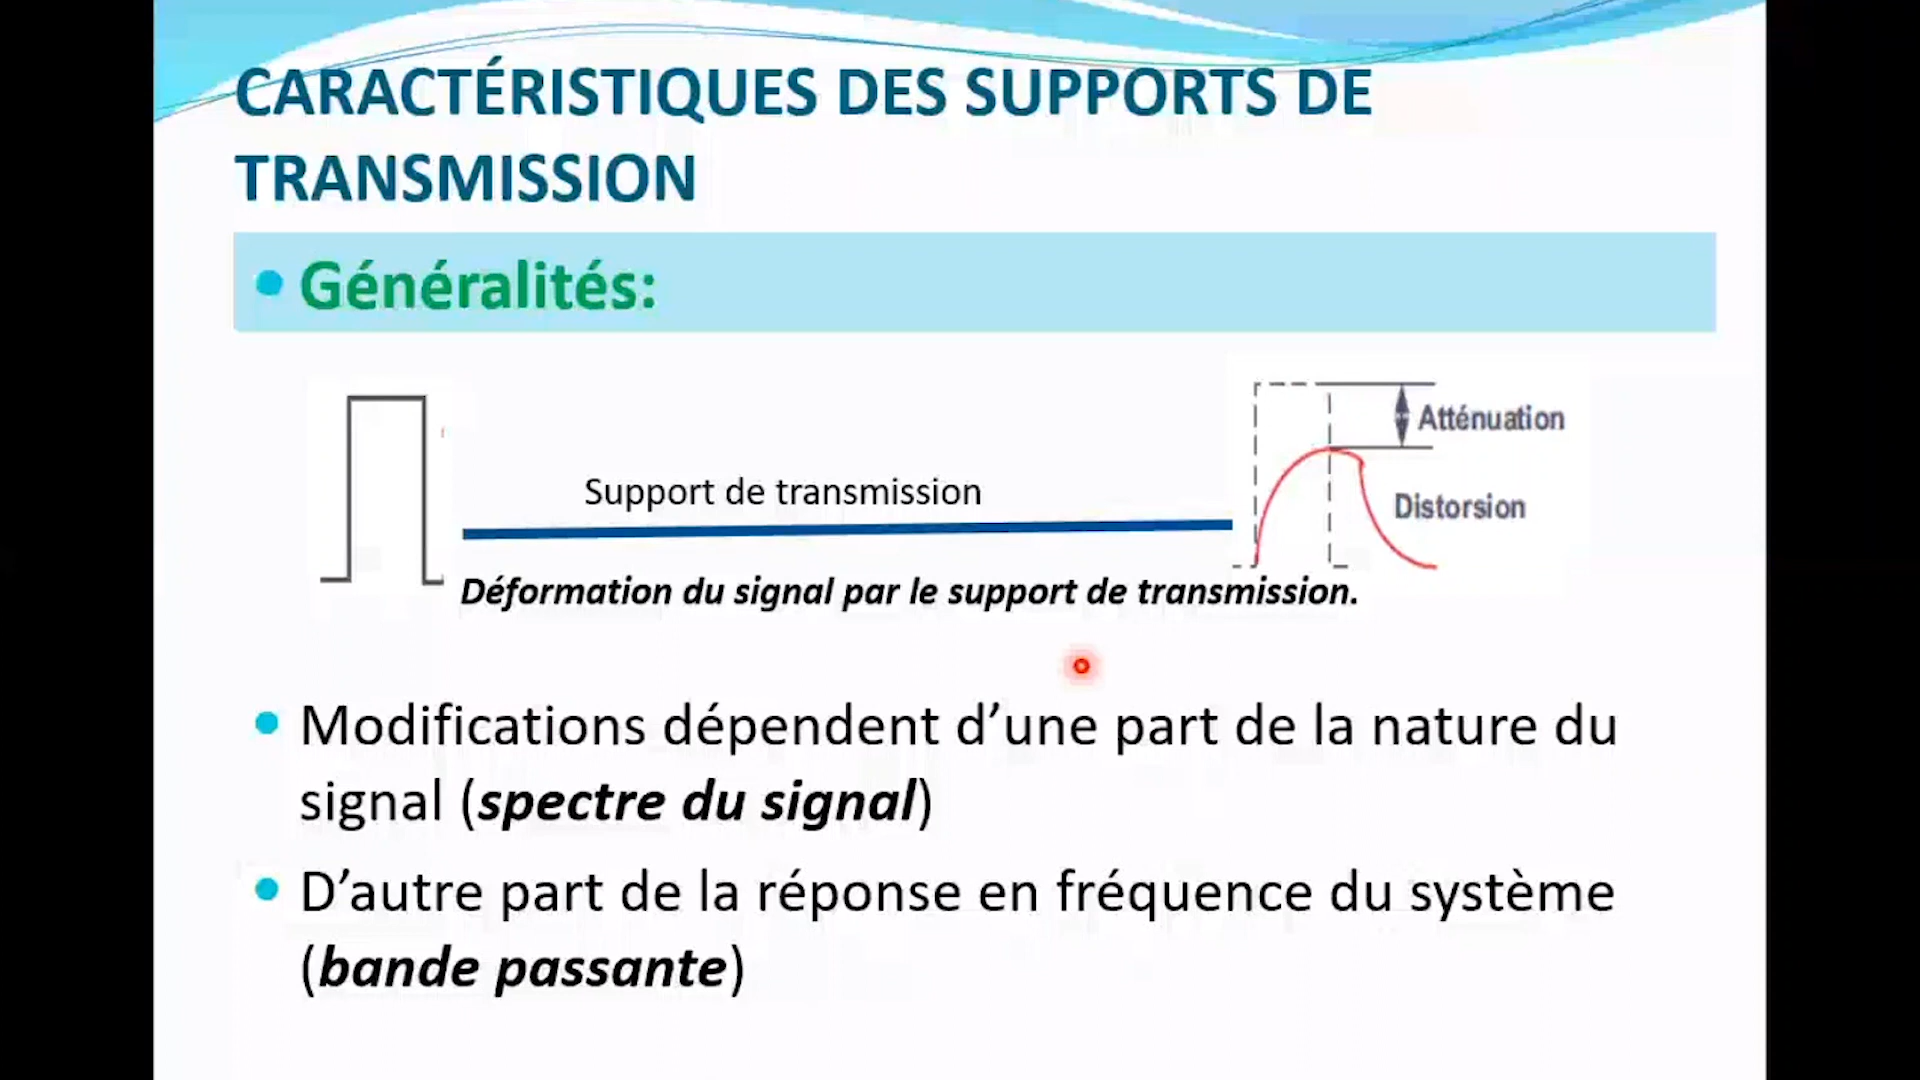 CARACTÉRISTIQUES DES SUPPORTS DE
TRANSMISSION
• Généralités:
Atténuation
Support de transmission
Distorsion
Déformation du signal par le support de transmission.
• Modifications dépendent d’une part de la nature du
signal (spectre du signal)
• D’autre part de la réponse en fréquence du système
(bande passante)